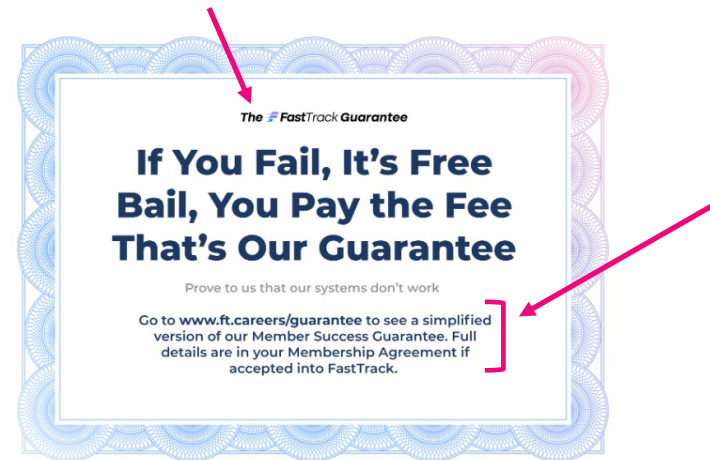 The FastTrack Guarantee
If You Fail, It's Free
Bail, You Pay the Fee
That's Our Guarantee
Prove to us that our systems don't work
Go to www.ft.careers/guarantee to see a simplified
version of our Member Success Guarantee. Full
details are in your Membership Agreement if
accepted into FastTrack.